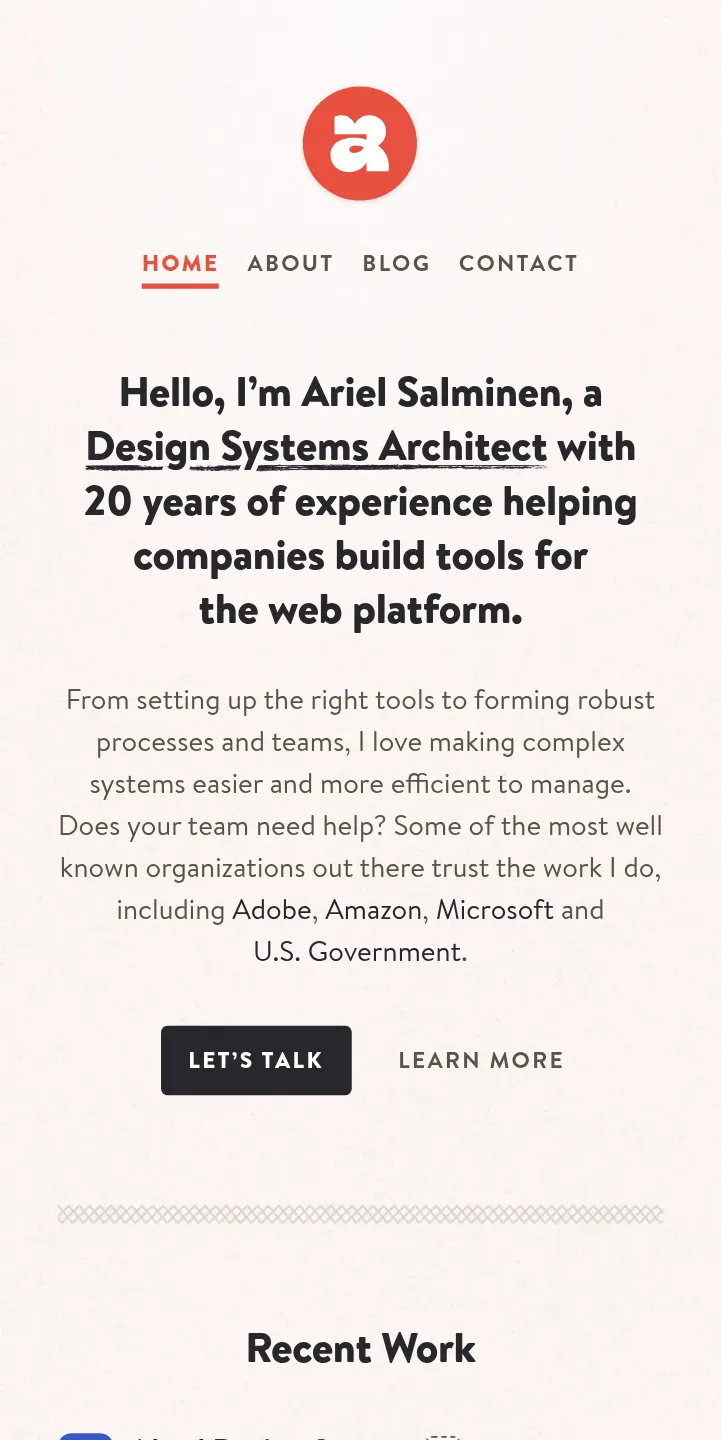 a
HOME ABOUT BLOG CONTACT
Hello, I’m Ariel Salminen, a
Design Systems Architect with
20 years of experience helping
companies build tools for
the web platform.
From setting up the right tools to forming robust
processes and teams, I love making complex
systems easier and more efficient to manage.
Does your team need help? Some of the most well
known organizations out there trust the work I do,
including Adobe, Amazon, Microsoft and
U.S. Government.
LET’S TALK LEARN MORE
Recent Work